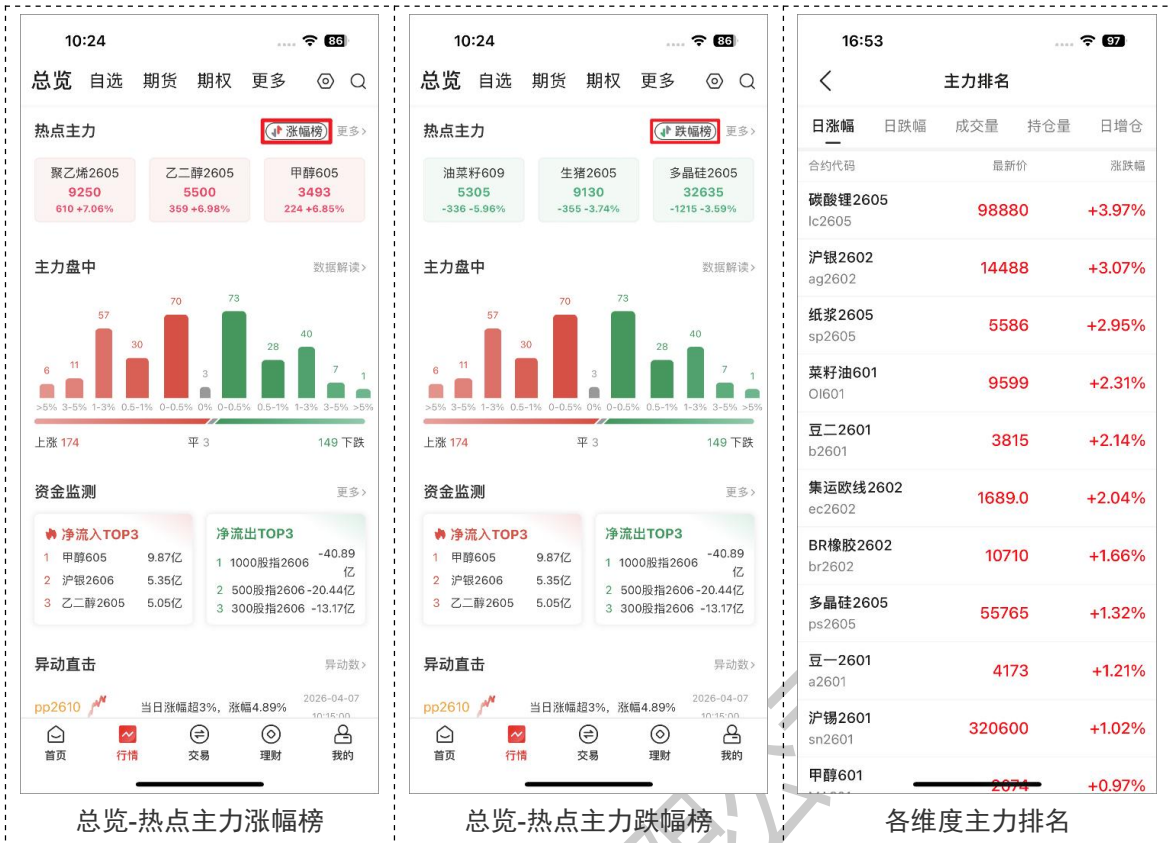 10:24
86
总览 自选 期货 期权 更多
热点主力 涨幅榜 更多>
聚乙烯2605 乙二醇2605 甲醇605
9250 5500 3493
610 +7.06% 359 +6.98% 224 +6.85%
主力盘中 数据解读>
6 11 57 30 70 3 73 28 40 7 1
>5% 3-5% 1-3% 0.5-1% 0-0.5% 0% 0-0.5% 0.5-1% 1-3% 3-5% >5%
上涨 174 平 3 149 下跌
资金监测 更多>
净流入TOP3
1 甲醇605 9.87亿
2 沪银2606 5.35亿
3 乙二醇2605 5.05亿
净流出TOP3
1 1000股指2606 -40.89亿
2 500股指2606 -20.44亿
3 300股指2606 -13.17亿
异动直击 异动数>
pp2610 当日涨幅超3%，涨幅4.89% 2026-04-07
10:15:00
首页 行情 交易 理财 我的
总览-热点主力涨幅榜
10:24
86
总览 自选 期货 期权 更多
热点主力 跌幅榜 更多>
油菜籽609 生猪2605 多晶硅2605
5305 9130 32635
-336 -5.96% -355 -3.74% -1215 -3.59%
主力盘中 数据解读>
6 11 57 30 70 3 73 28 40 7 1
>5% 3-5% 1-3% 0.5-1% 0-0.5% 0% 0-0.5% 0.5-1% 1-3% 3-5% >5%
上涨 174 平 3 149 下跌
资金监测 更多>
净流入TOP3
1 甲醇605 9.87亿
2 沪银2606 5.35亿
3 乙二醇2605 5.05亿
净流出TOP3
1 1000股指2606 -40.89亿
2 500股指2606 -20.44亿
3 300股指2606 -13.17亿
异动直击 异动数>
pp2610 当日涨幅超3%，涨幅4.89% 2026-04-07
10:15:00
首页 行情 交易 理财 我的
总览-热点主力跌幅榜
16:53
97
主力排名
日涨幅 日跌幅 成交量 持仓量 日增仓
合约代码 最新价 涨跌幅
碳酸锂2605 98880 +3.97%
lc2605
沪银2602 14488 +3.07%
ag2602
纸浆2605 5586 +2.95%
sp2605
菜籽油601 9599 +2.31%
OI601
豆二2601 3815 +2.14%
b2601
集运欧线2602 1689.0 +2.04%
ec2602
BR橡胶2602 10710 +1.66%
br2602
多晶硅2605 55765 +1.32%
ps2605
豆一2601 4173 +1.21%
a2601
沪锡2601 320600 +1.02%
sn2601
甲醇601 +0.97%
各维度主力排名